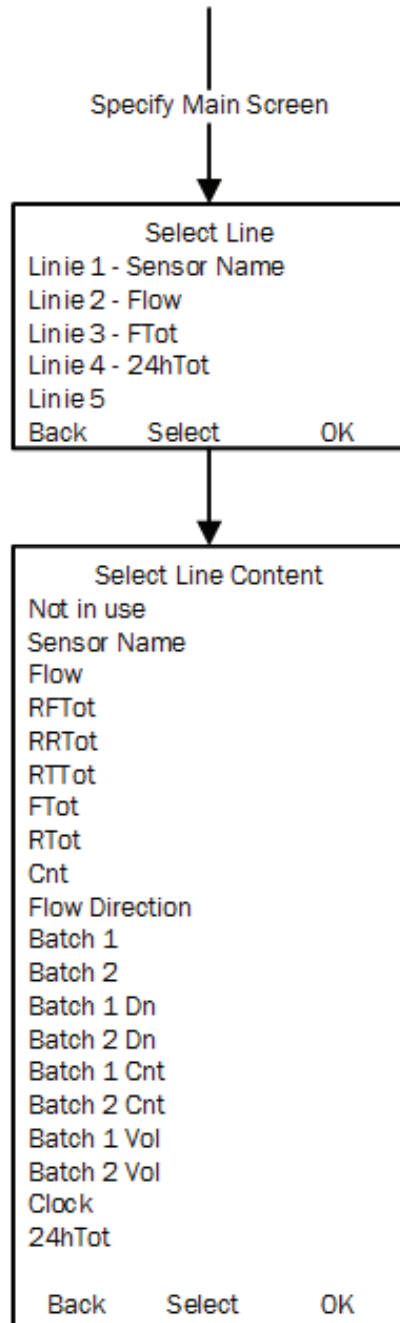 Specify Main Screen
Select Line
Linie 1 - Sensor Name
Linie 2 - Flow
Linie 3 - FTot
Linie 4 - 24hTot
Linie 5
Back Select OK
Select Line Content
Not in use
Sensor Name
Flow
RFTot
RRTot
RTTot
FTot
RTot
Cnt
Flow Direction
Batch 1
Batch 2
Batch 1 Dn
Batch 2 Dn
Batch 1 Cnt
Batch 2 Cnt
Batch 1 Vol
Batch 2 Vol
Clock
24hTot
Back Select OK